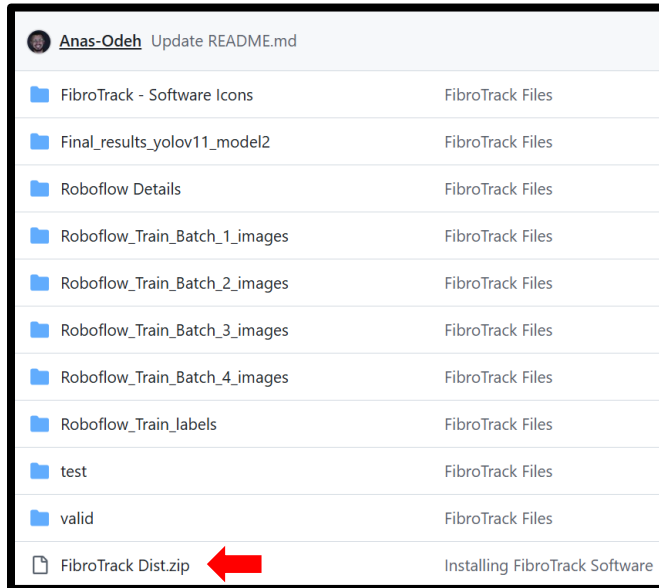 Anas-Odeh Update README.md
FibroTrack - Software Icons FibroTrack Files
Final_results_yolov11_model2 FibroTrack Files
Roboflow Details FibroTrack Files
Roboflow_Train_Batch_1_images FibroTrack Files
Roboflow_Train_Batch_2_images FibroTrack Files
Roboflow_Train_Batch_3_images FibroTrack Files
Roboflow_Train_Batch_4_images FibroTrack Files
Roboflow_Train_labels FibroTrack Files
test FibroTrack Files
valid FibroTrack Files
FibroTrack Dist.zip Installing FibroTrack Software